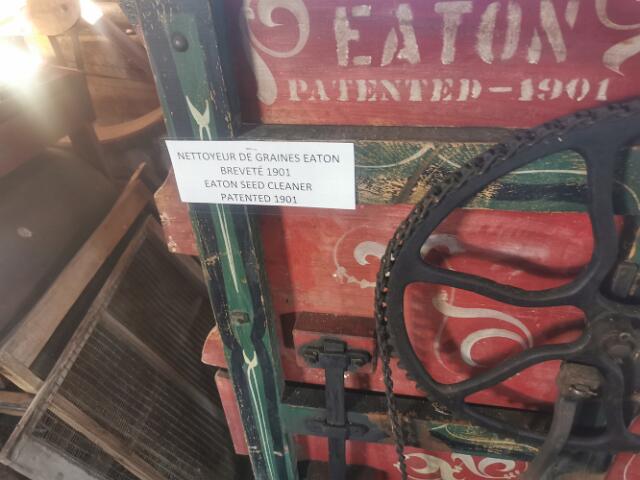 EATON
PATENTED-1901
NETTOYEUR DE GRAINES EATON
BREVETÉ 1901
EATON SEED CLEANER
PATENTED 1901